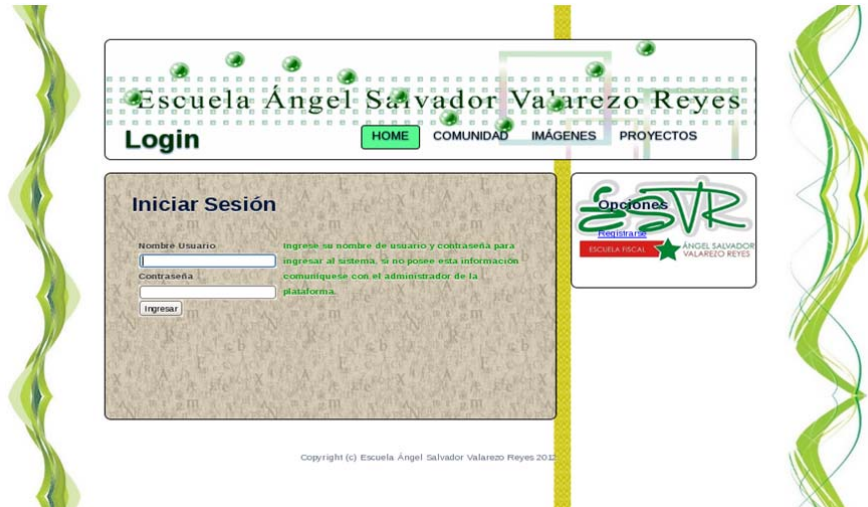 Escuela Ángel Salvador Valarezo Reyes
Login
HOME COMUNIDAD IMÁGENES PROYECTOS
Iniciar Sesión
Nombre Usuario
Ingrese su nombre de usuario y contraseña para
ingresar al sistema, si no posee esta información
Contraseña
comuníquese con el administrador de la
plataforma.
Ingresar
Opciones
ESVR
Registrarse
ESCUELA FISCAL
ÁNGEL SALVADOR
VALAREZO REYES
Copyright (c) Escuela Ángel Salvador Valarezo Reyes 2012